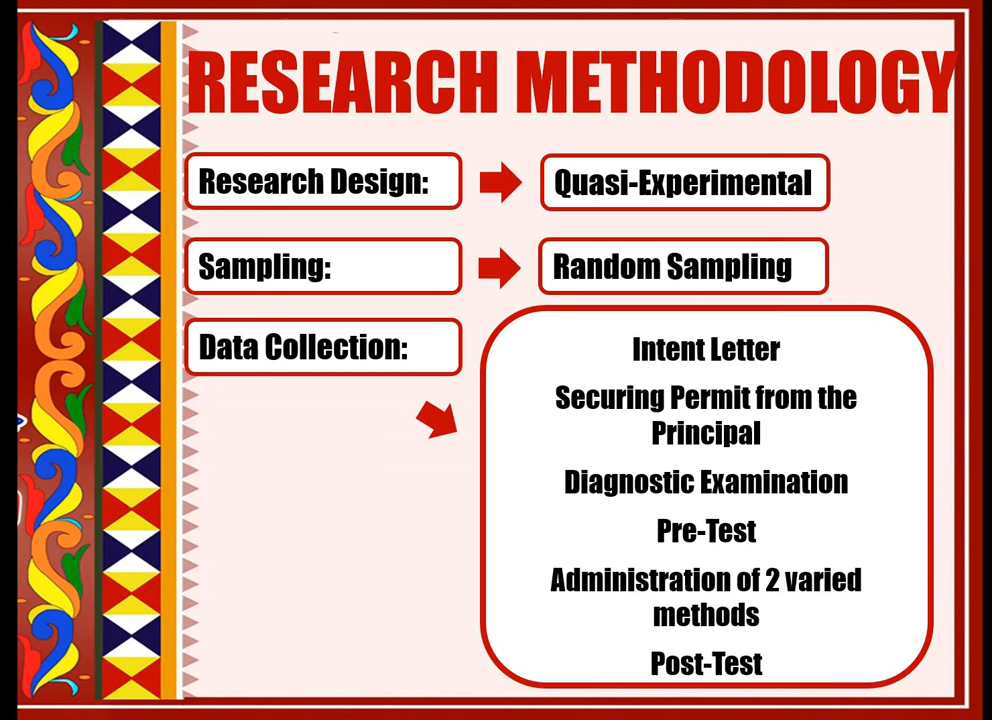 RESEARCH METHODOLOGY
Research Design:
Quasi-Experimental
Sampling:
Random Sampling
Data Collection:
Intent Letter
Securing Permit from the
Principal
Diagnostic Examination
Pre-Test
Administration of 2 varied
methods
Post-Test